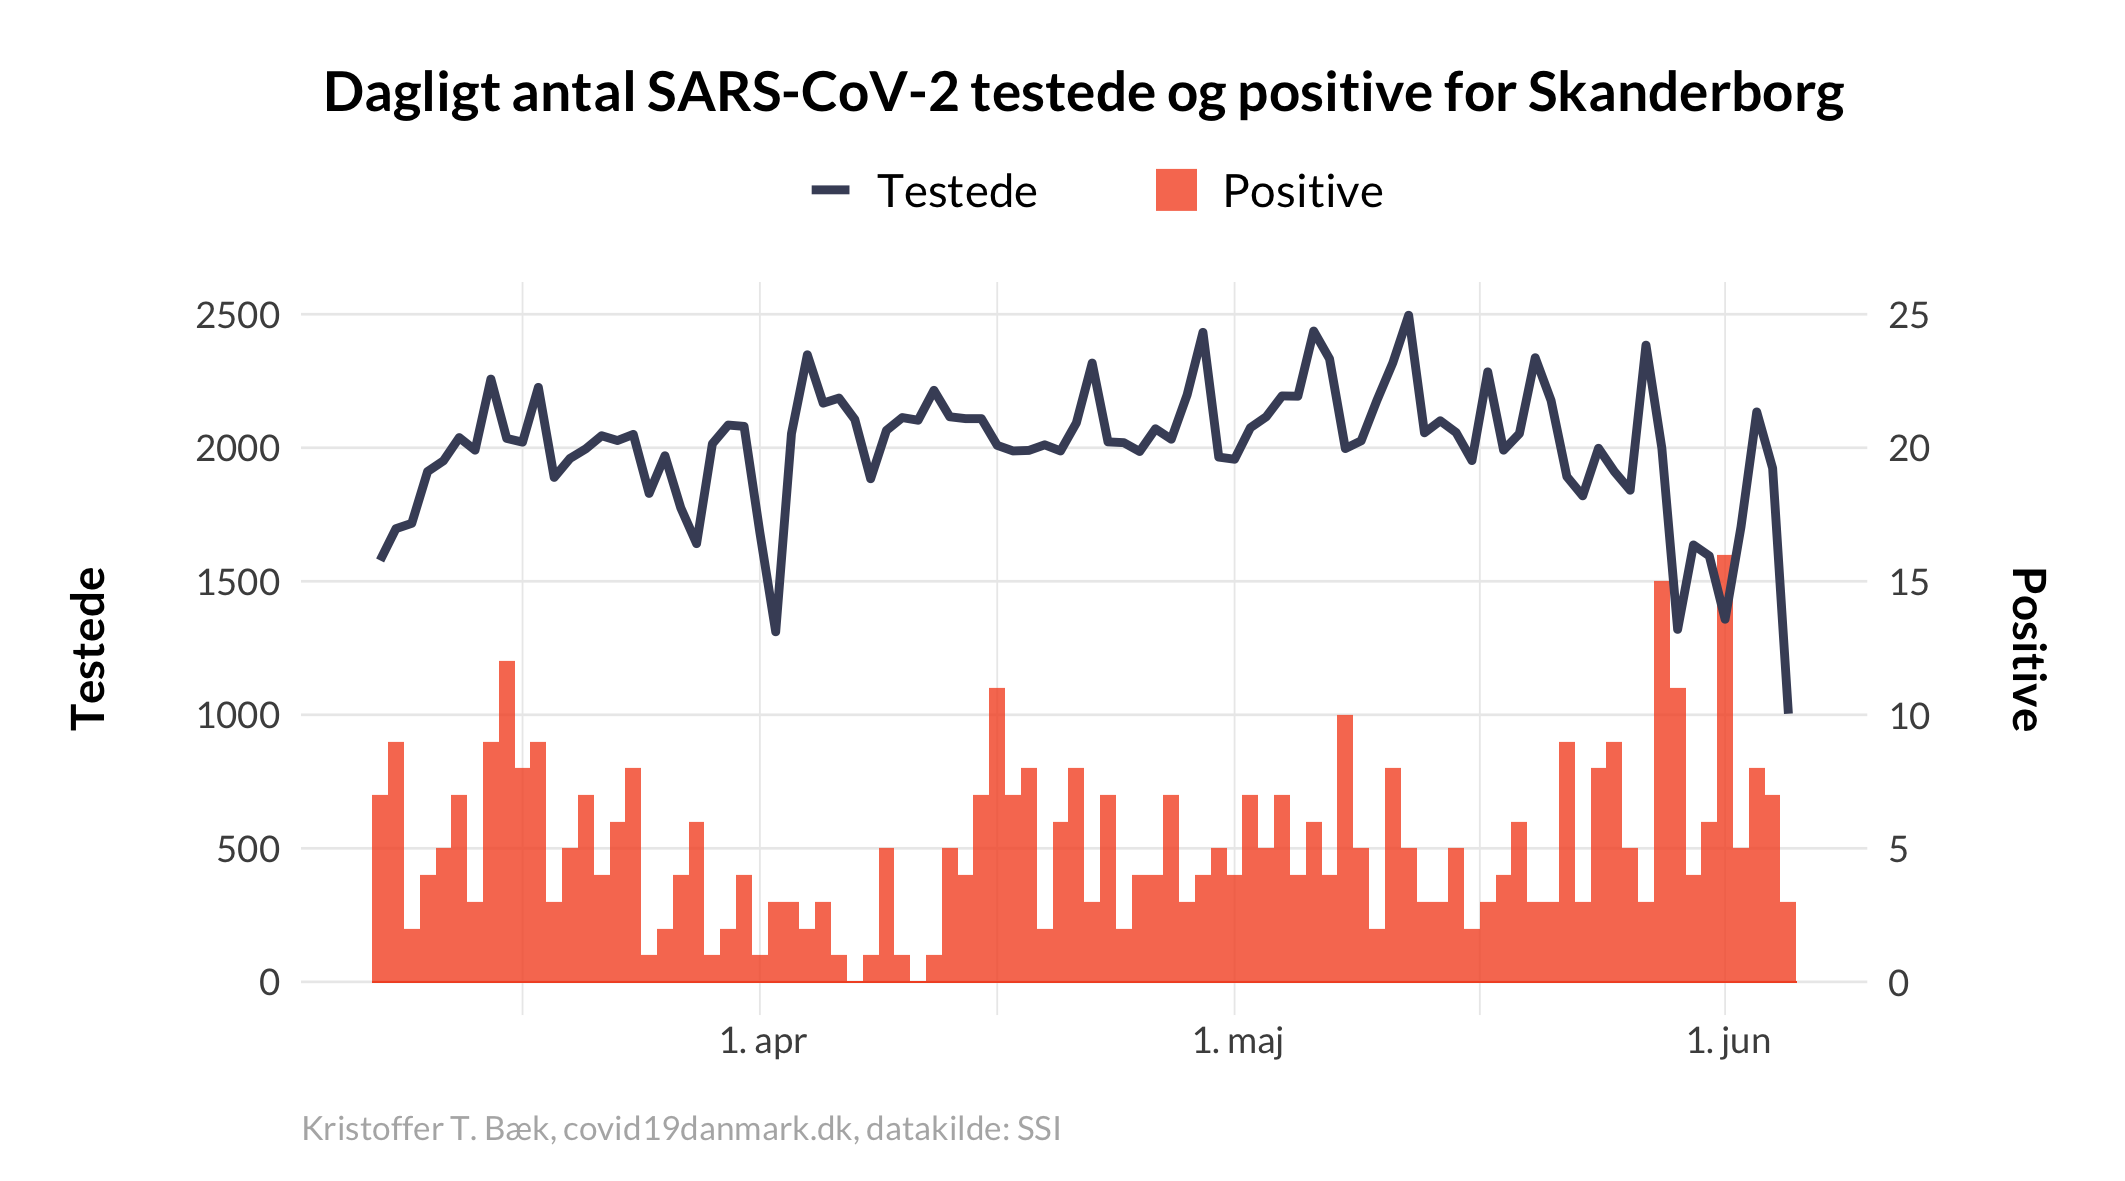 Dagligt antal SARS-CoV-2 testede og positive for Skanderborg
Testede
Positive
2500
2000
1500
1000
500
0
Testede
25
20
15
10
5
0
Positive
1. apr
1. maj
1. jun
Kristoffer T. Bæk, covid19danmark.dk, datakilde: SSI